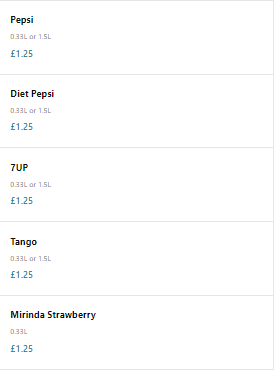 Pepsi
0.33L or 1.5L
£1.25
Diet Pepsi
0.33L or 1.5L
£1.25
7UP
0.33L or 1.5L
£1.25
Tango
0.33L or 1.5L
£1.25
Mirinda Strawberry
0.33L
£1.25